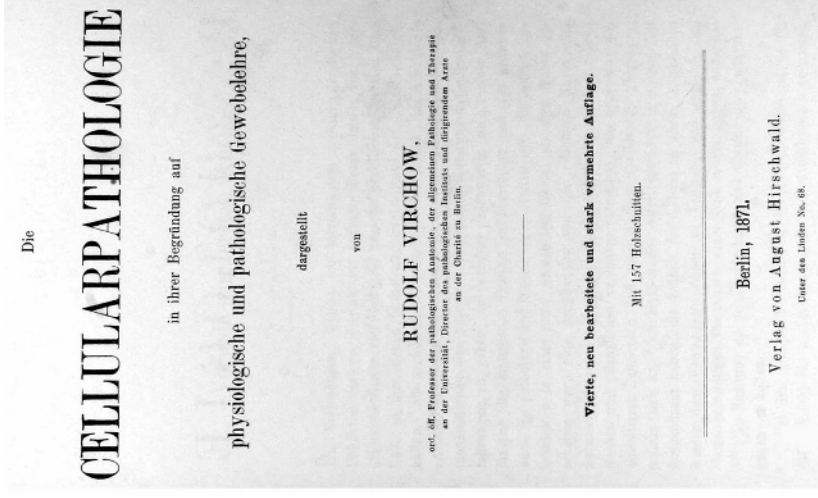 Die
CELLULARPATHOLOGIE
in ihrer Begründung auf
physiologische und pathologische Gewebelehre,
dargestellt
von
RUDOLF VIRCHOW,
ord. öff. Professor der pathologischen Anatomie, der allgemeinen Pathologie und Therapie
an der Universität, Director des pathologischen Instituts und dirigirendem Arzte
an der Charité zu Berlin.
Vierte, neu bearbeitete und stark vermehrte Auflage.
Mit 157 Holzschnitten.
Berlin, 1871.
Verlag von August Hirschwald.
Unter den Linden No. 68.